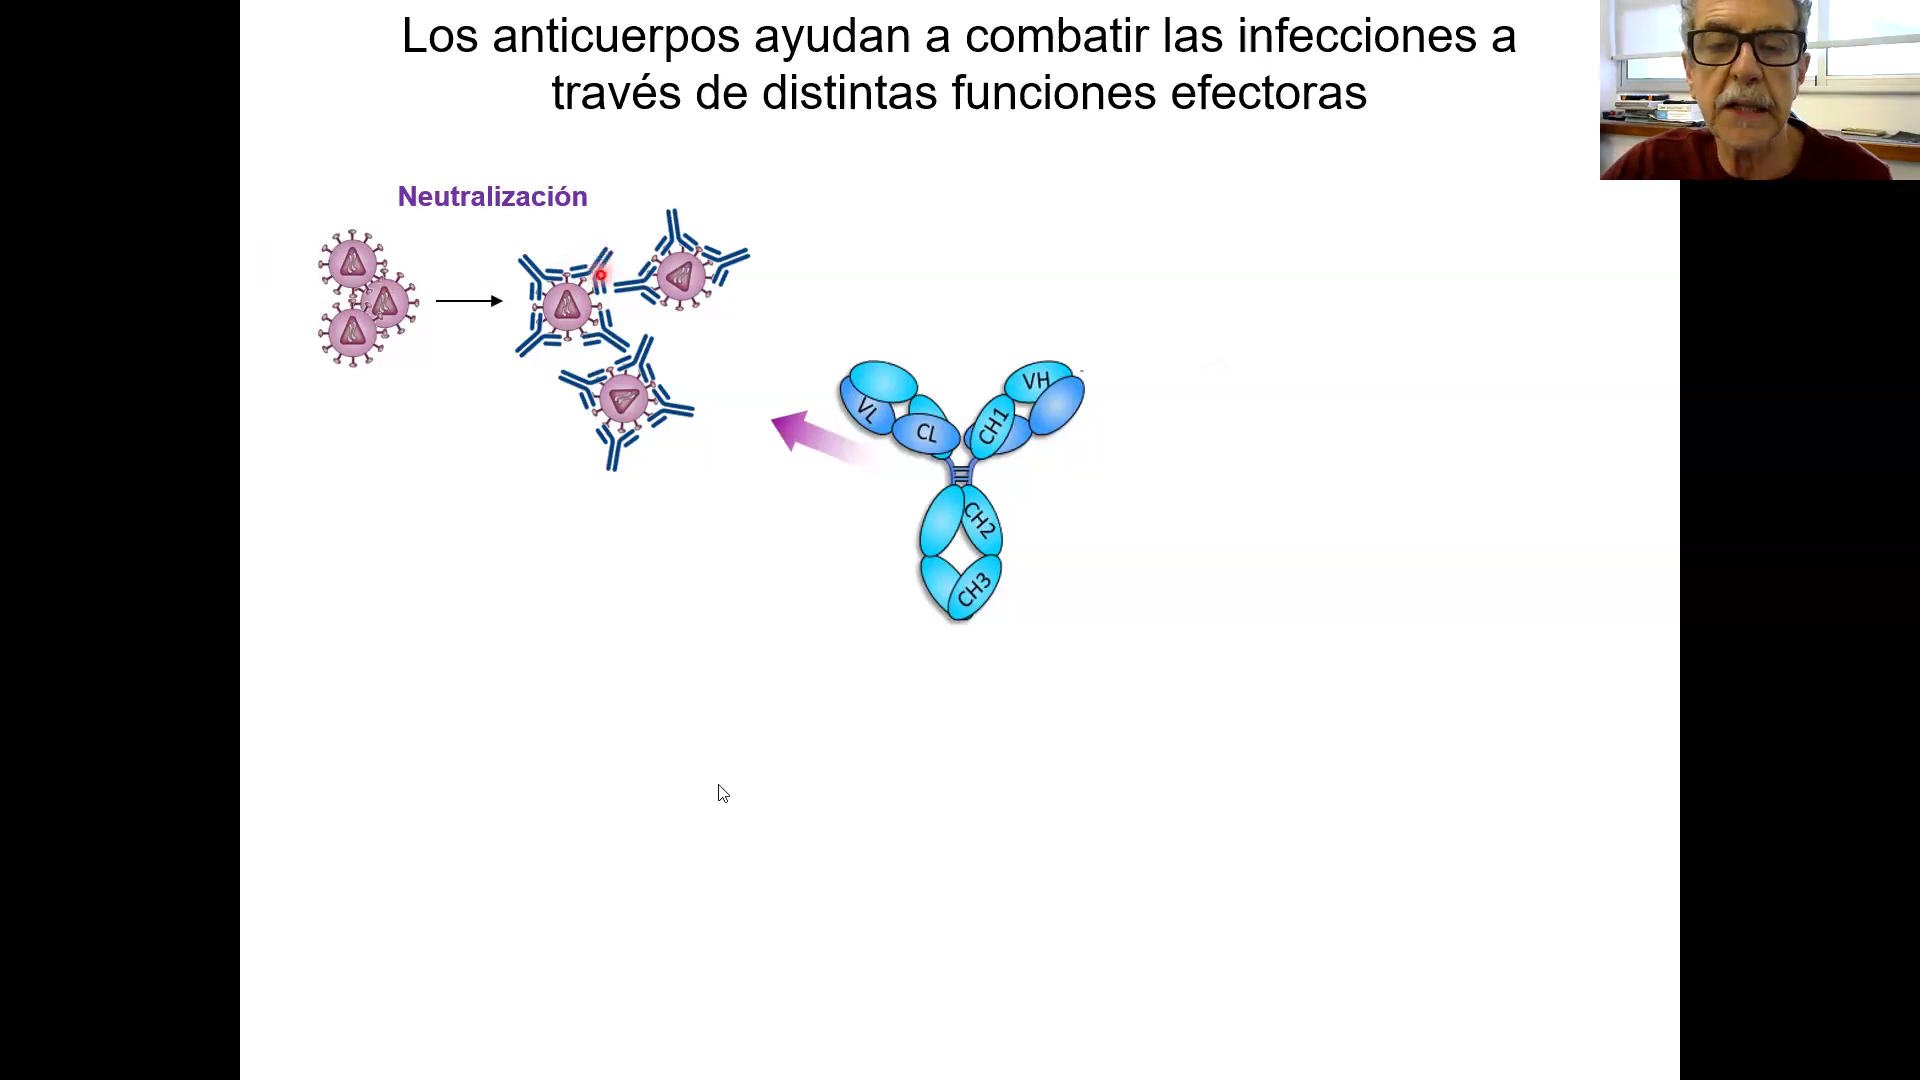 Los anticuerpos ayudan a combatir las infecciones a
través de distintas funciones efectoras
Neutralización
VL
CL
VH
CH1
CH2
CH3